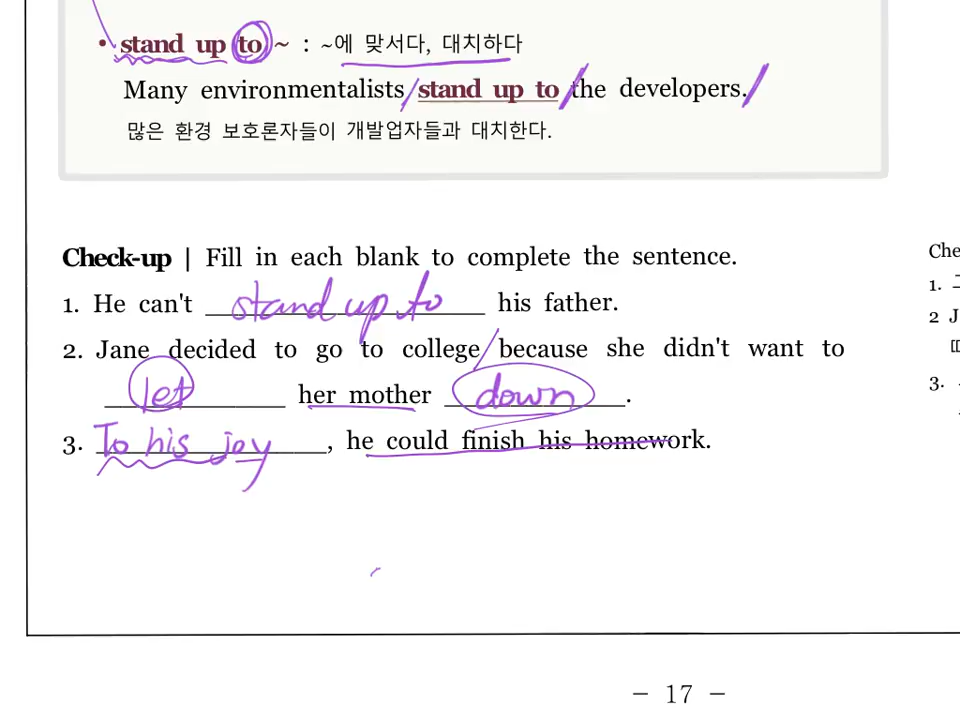 • stand up to ~ : ~에 맞서다, 대치하다
Many environmentalists / stand up to / the developers. /
많은 환경 보호론자들이 개발업자들과 대치한다.
Check-up | Fill in each blank to complete the sentence.
1. He can't stand up to his father.
2. Jane decided to go to college / because she didn't want to
let her mother down.
3. To his joy, he could finish his homework.
Che
1.
2 J
3.
- 17 -